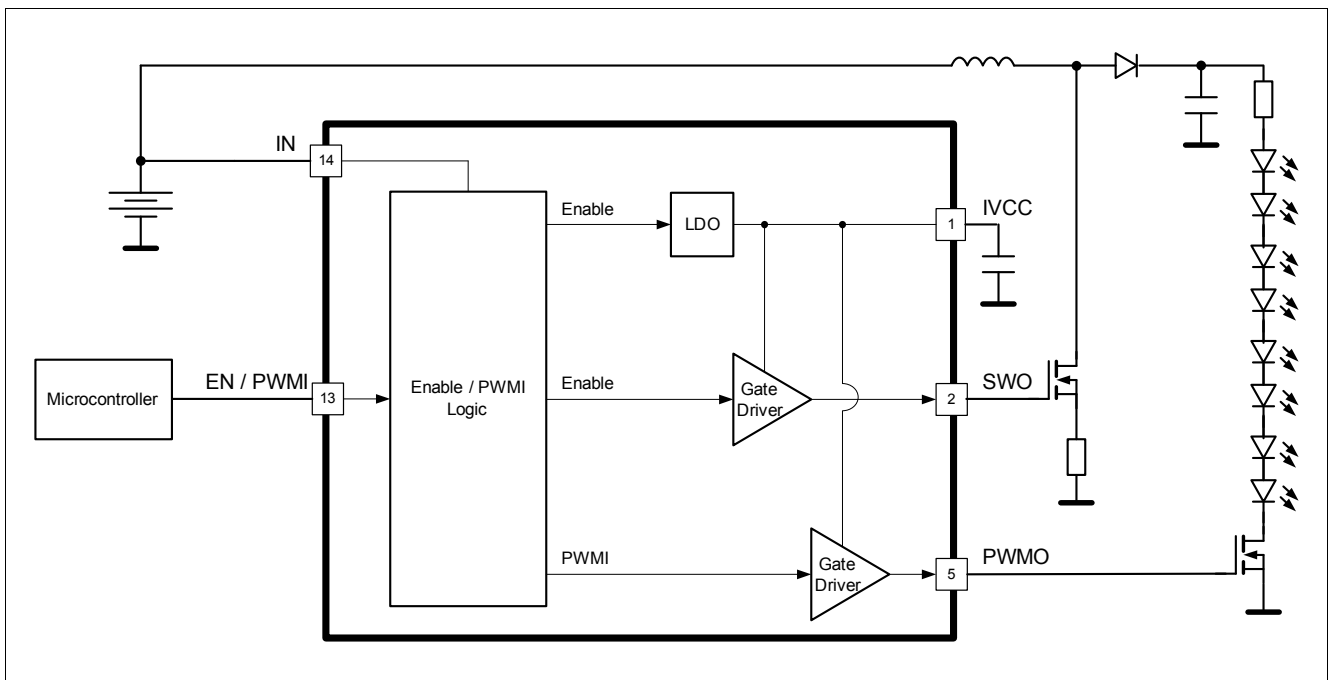 IN
14
Enable
LDO
1
IVCC
Microcontroller
EN / PWMI
13
Enable / PWMI
Logic
Enable
Gate
Driver
2
SWO
PWMI
Gate
Driver
5
PWMO